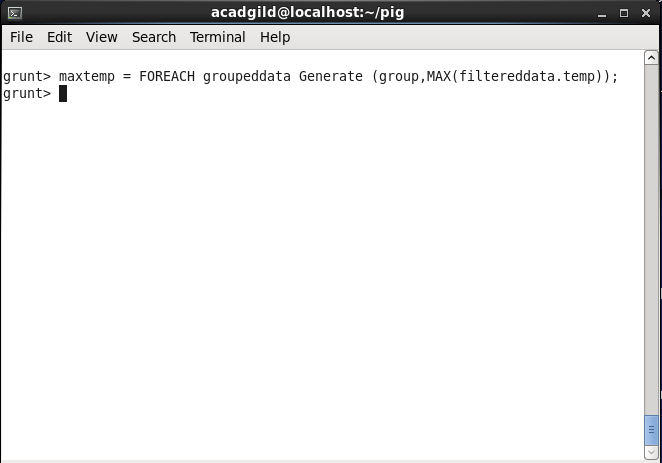 acadgild@localhost:~/pig
File Edit View Search Terminal Help
grunt> maxtemp = FOREACH groupeddata Generate (group,MAX(filtereddata.temp));
grunt>